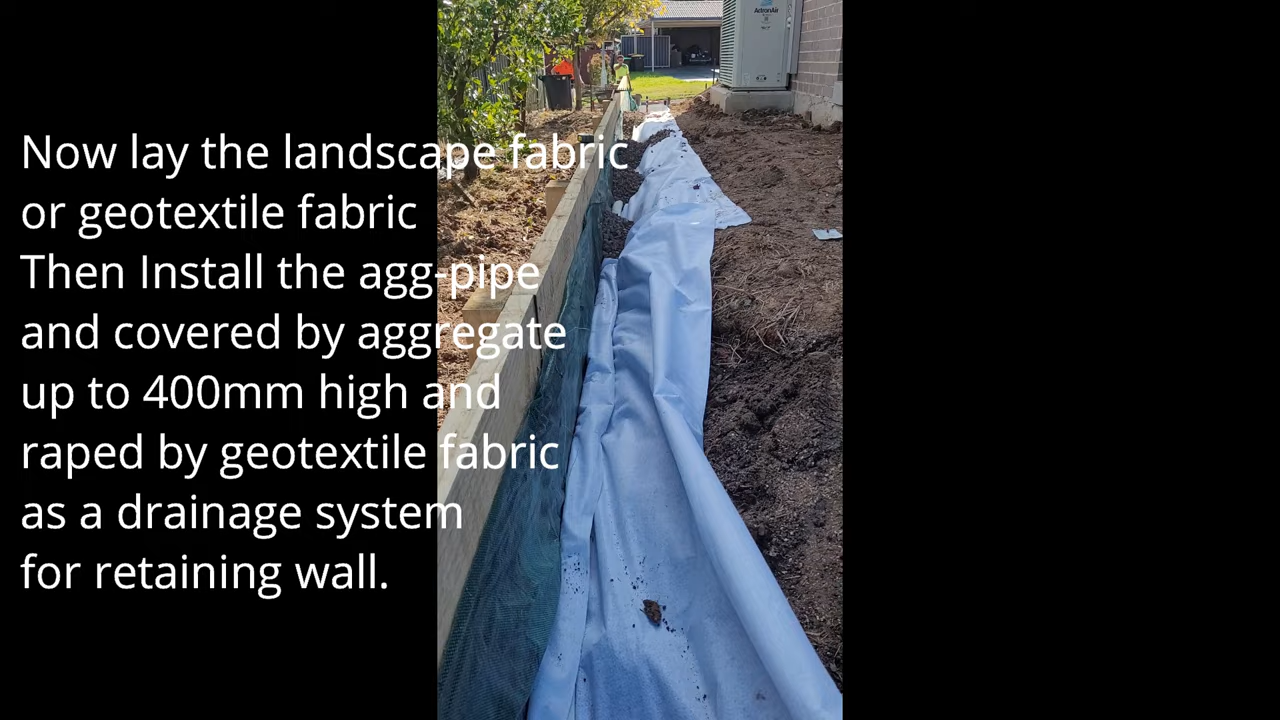 ActronAir
Now lay the landscape fabric
or geotextile fabric
Then Install the agg-pipe
and covered by aggregate
up to 400mm high and
raped by geotextile fabric
as a drainage system
for retaining wall.